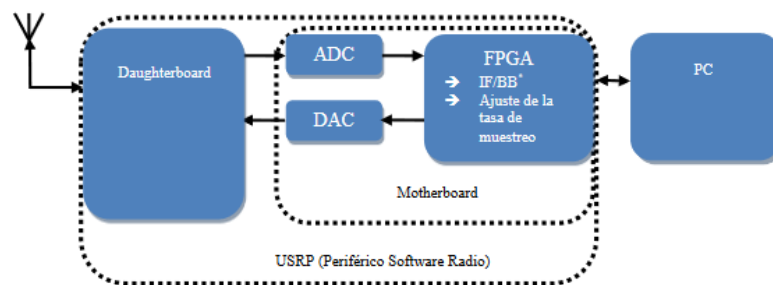 Daughterboard
ADC
DAC
FPGA
➔ IF/BB*
➔ Ajuste de la
tasa de
muestreo
PC
Motherboard
USRP (Periférico Software Radio)